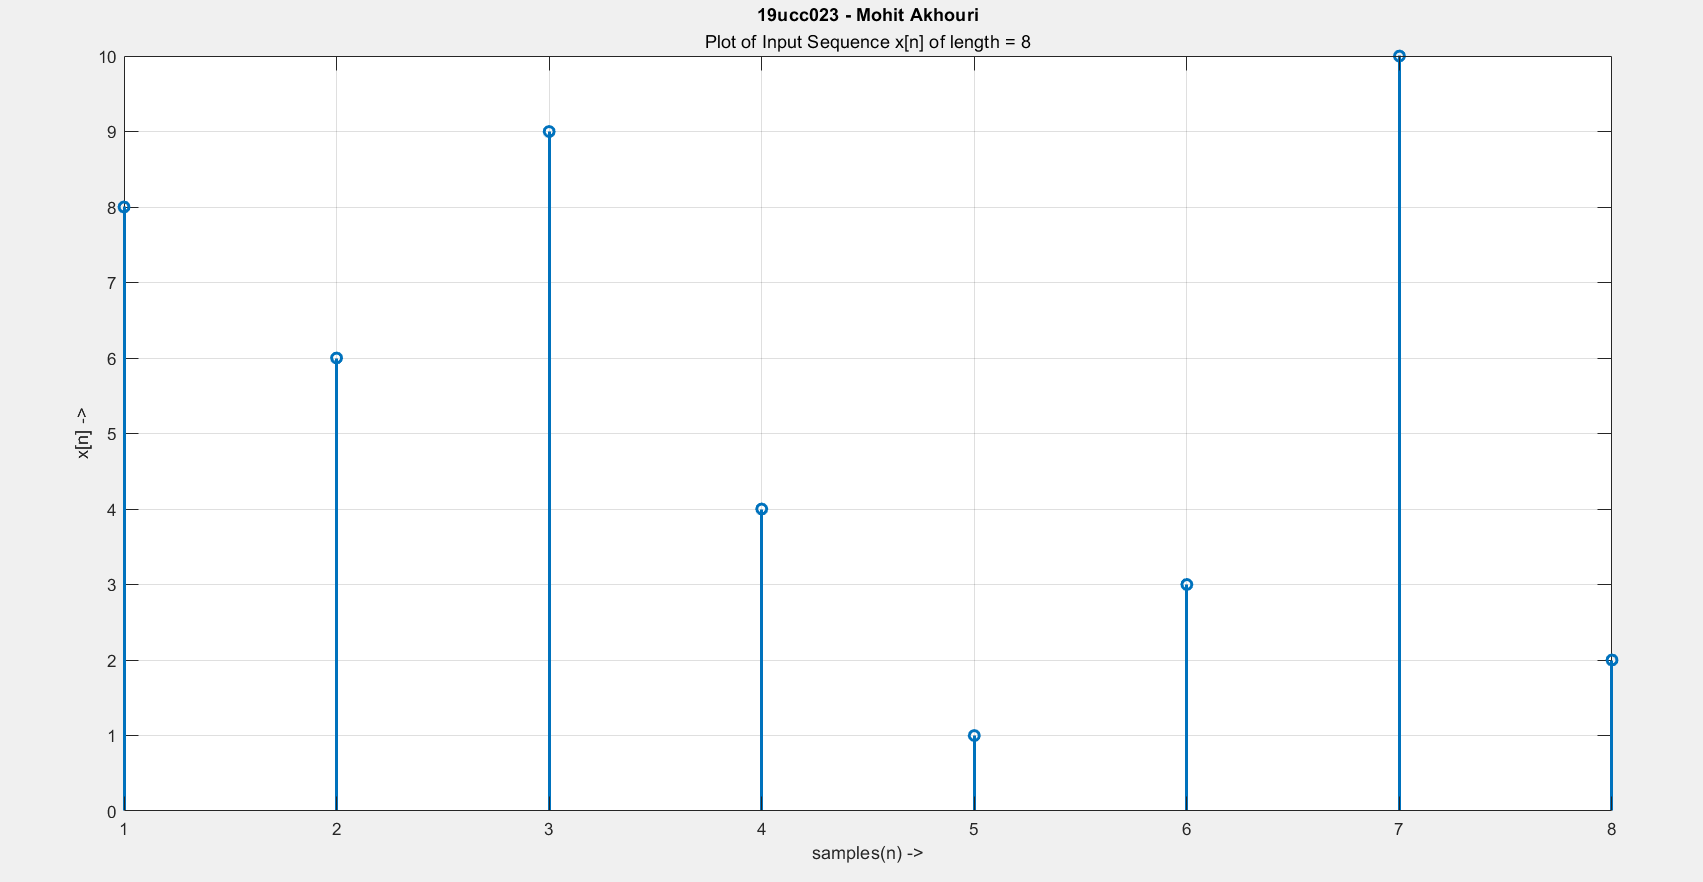 19ucc023 - Mohit Akhouri
Plot of Input Sequence x[n] of length = 8
10
9
8
7
6
5
4
3
2
1
0
x[n] ->
1 2 3 4 5 6 7 8
samples(n) ->